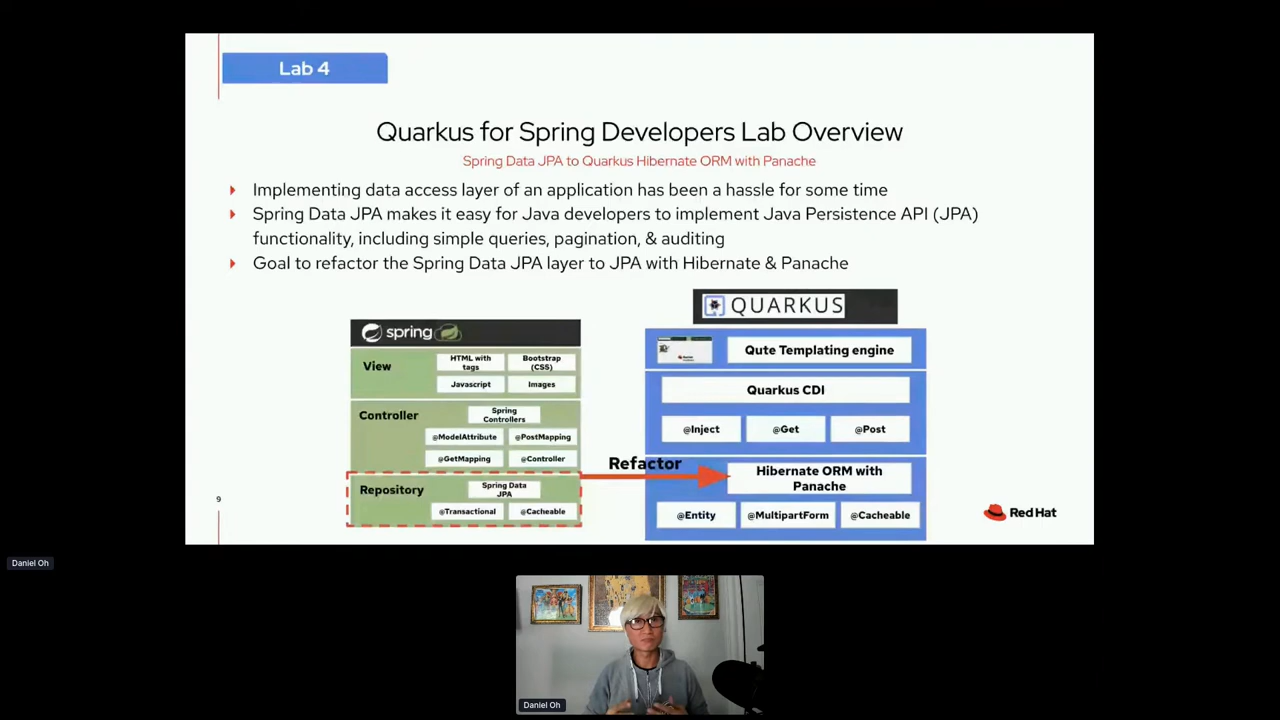 Lab 4
Quarkus for Spring Developers Lab Overview
Spring Data JPA to Quarkus Hibernate ORM with Panache
Implementing data access layer of an application has been a hassle for some time
Spring Data JPA makes it easy for Java developers to implement Java Persistence API (JPA)
functionality, including simple queries, pagination, & auditing
Goal to refactor the Spring Data JPA layer to JPA with Hibernate & Panache
spring
View
HTML with
tags
Bootstrap
(CSS)
Javascript
Images
Controller
Spring
Controllers
@ModelAttribute
@PostMapping
@GetMapping
@Controller
Repository
Spring Data
JPA
@Transactional
@Cacheable
Refactor
QUARKUS
Qute Templating engine
Quarkus CDI
@Inject
@Get
@Post
Hibernate ORM with
Panache
@Entity
@MultipartForm
@Cacheable
9
Red Hat
Daniel Oh
Daniel Oh